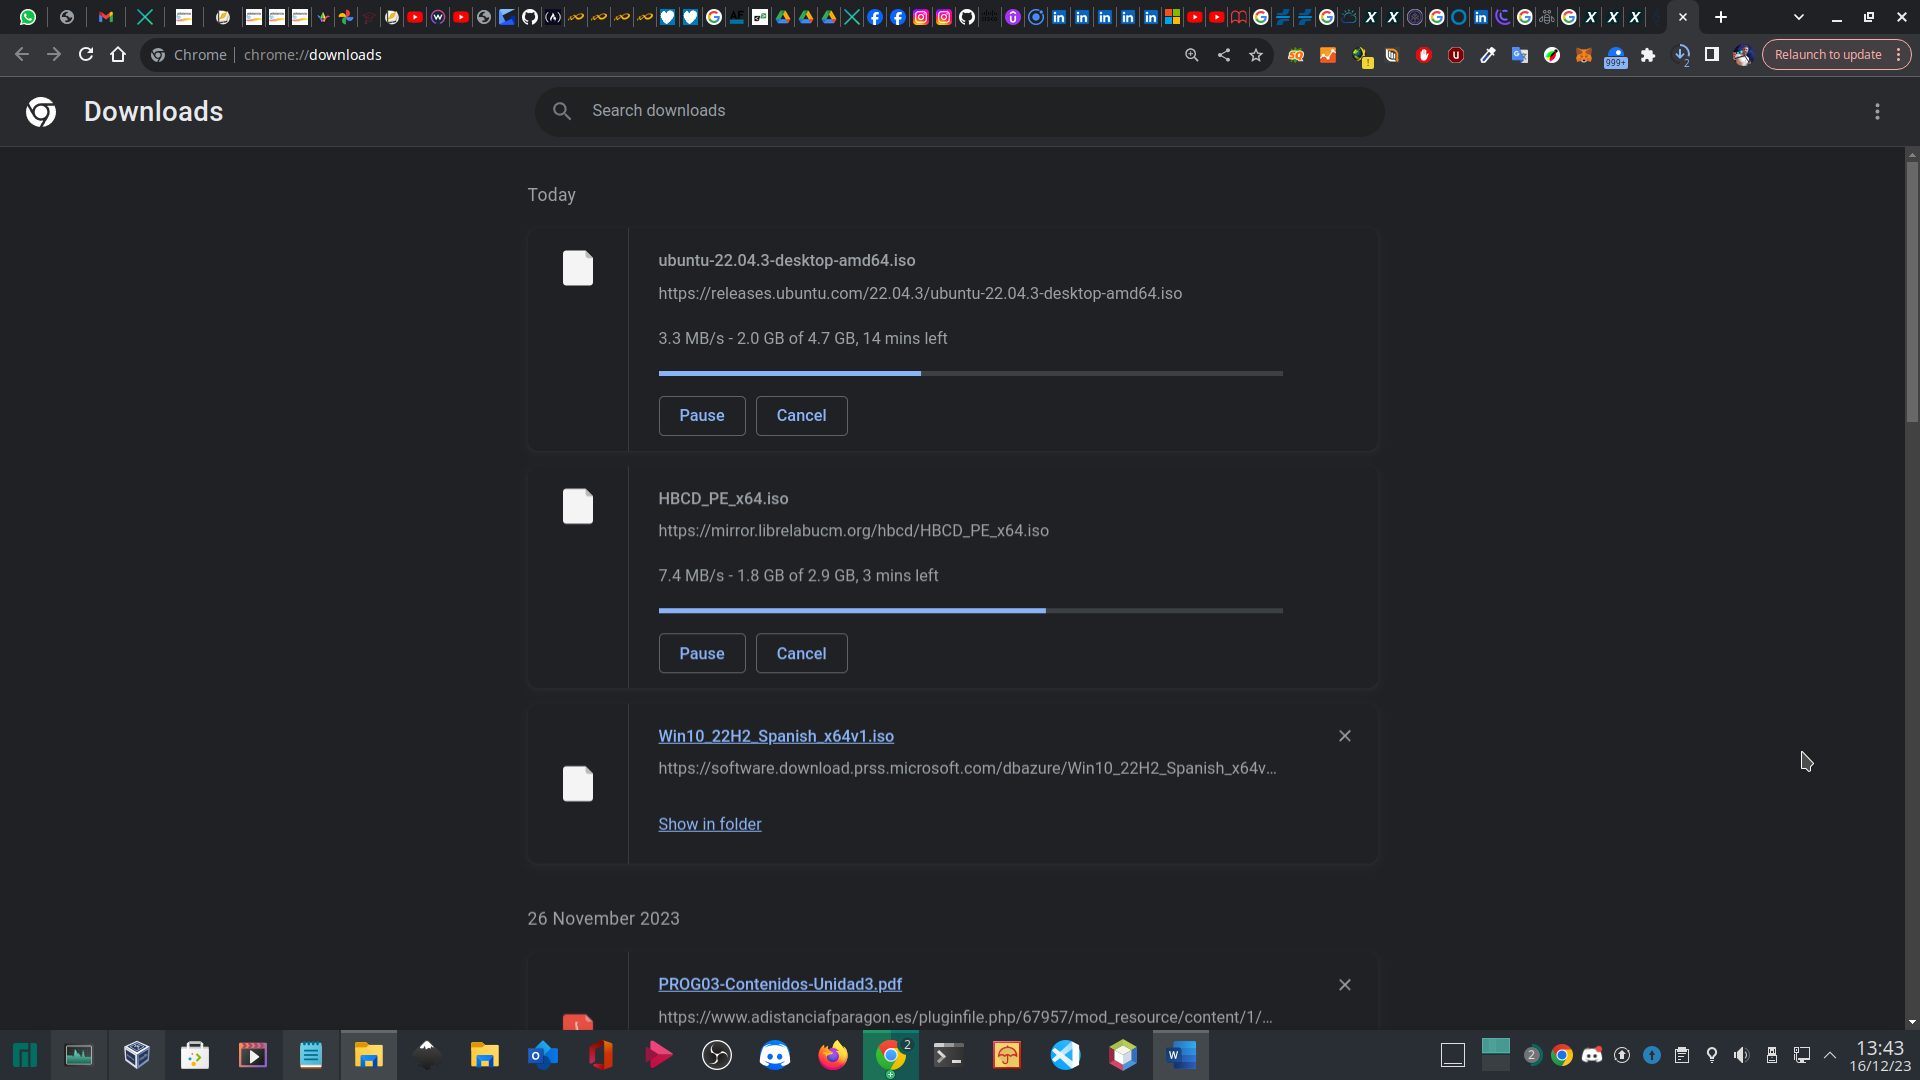 Chrome
chrome://downloads
999+
2
Relaunch to update
Downloads
Search downloads
Today
ubuntu-22.04.3-desktop-amd64.iso
https://releases.ubuntu.com/22.04.3/ubuntu-22.04.3-desktop-amd64.iso
3.3 MB/s - 2.0 GB of 4.7 GB, 14 mins left
Pause
Cancel
HBCD_PE_x64.iso
https://mirror.librelabucm.org/hbcd/HBCD_PE_x64.iso
7.4 MB/s - 1.8 GB of 2.9 GB, 3 mins left
Pause
Cancel
Win10_22H2_Spanish_x64v1.iso
https://software.download.prss.microsoft.com/dbazure/Win10_22H2_Spanish_x64v…
Show in folder
26 November 2023
PROG03-Contenidos-Unidad3.pdf
https://www.adistanciafparagon.es/pluginfile.php/67957/mod_resource/content/1/…
2
2
13:43
16/12/23